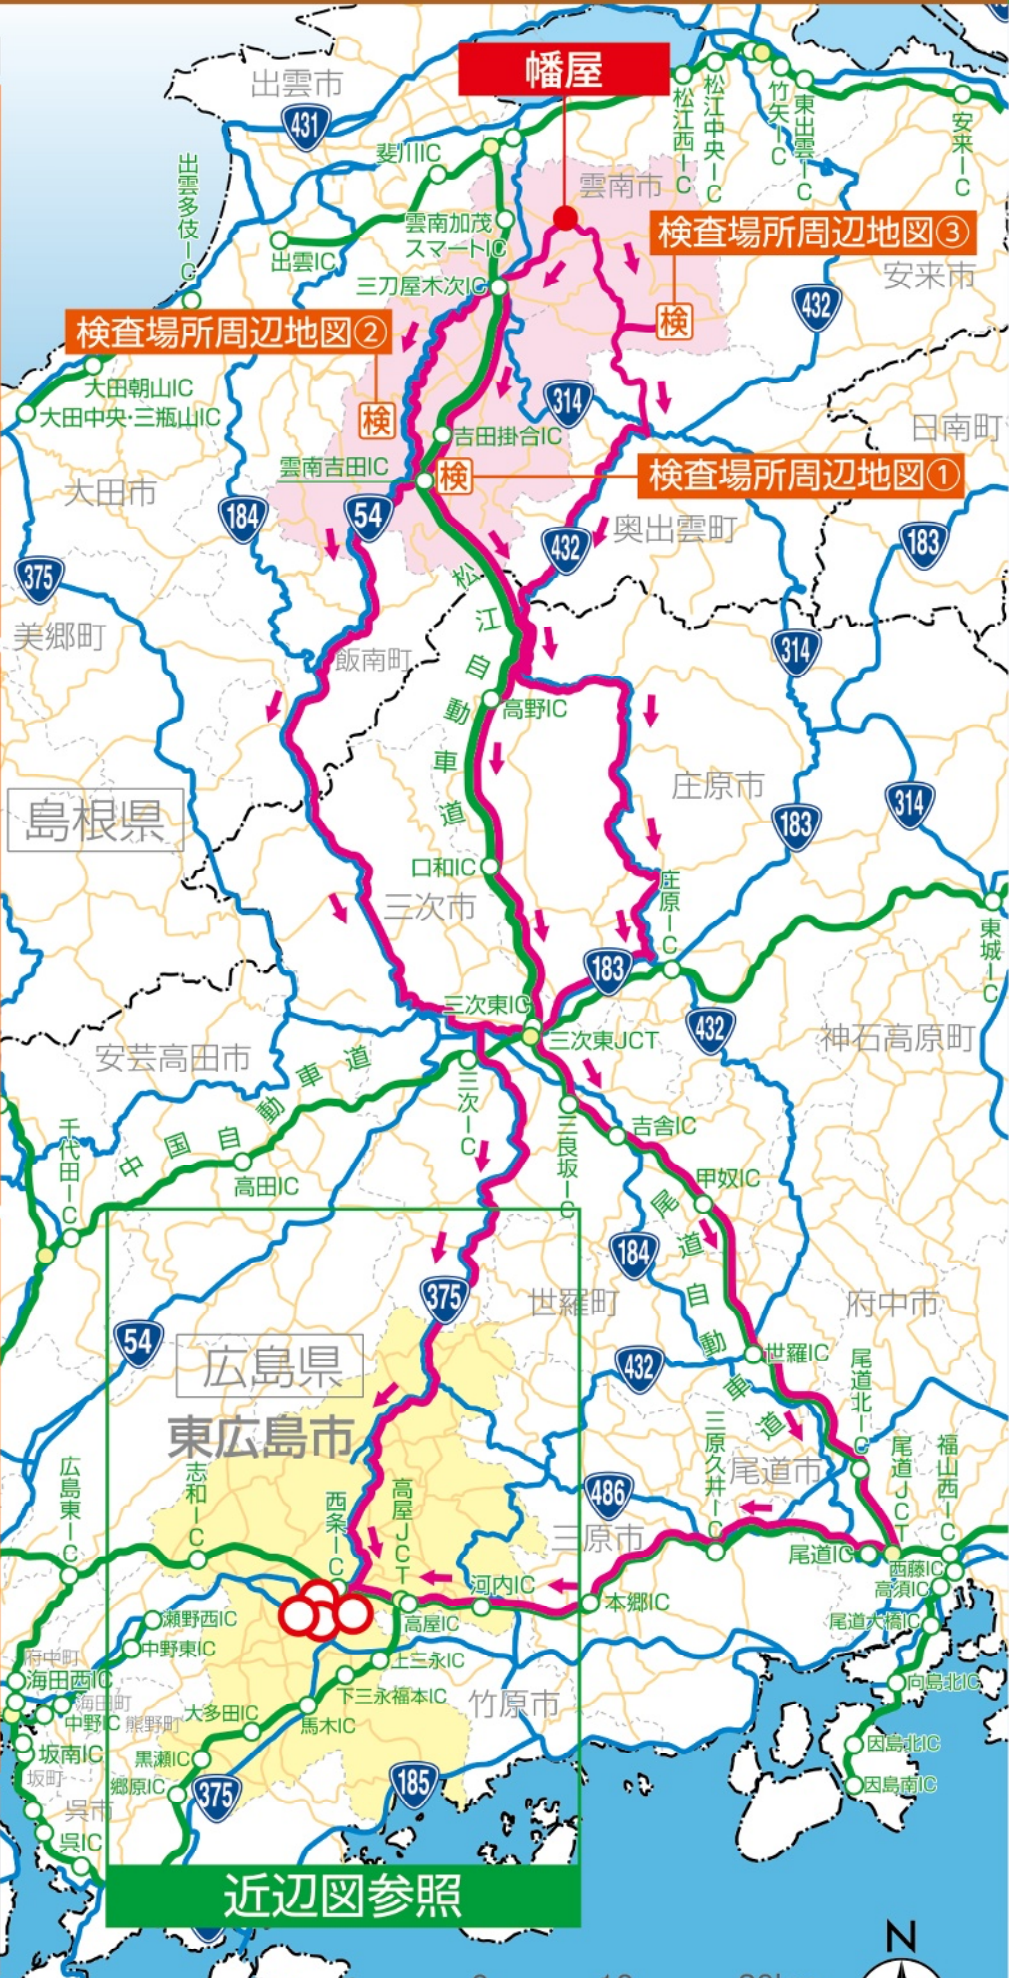 幡屋
出雲市
431
松江西IC
松江中央IC
竹矢IC
東出雲IC
安来IC
斐川IC
出雲多伎IC
雲南市
雲南加茂
スマートIC
検査場所周辺地図③
出雲IC
安来市
三刀屋木次IC
432
検
検査場所周辺地図②
大田朝山IC
大田中央・三瓶山IC
314
検
吉田掛合IC
日南町
雲南吉田IC
検
検査場所周辺地図①
大田市
184
54
432
奥出雲町
183
375
松江自動車道
美郷町
飯南町
314
高野IC
庄原市
島根県
183
314
口和IC
三次市
庄原IC
東城IC
183
三次東IC
三次東JCT
432
神石高原町
安芸高田市
中国自動車道
三次IC
千代田IC
三良坂IC
吉舎IC
高田IC
甲奴IC
尾道自動車道
184
375
世羅町
府中市
54
広島県
432
世羅IC
東広島市
尾道北IC
三原久井IC
尾道JCT
福山西IC
広島東IC
志和IC
西条IC
高屋JCT
尾道市
486
三原市
尾道IC
西藤IC
高須IC
河内IC
本郷IC
高屋IC
尾道大橋IC
瀬野西IC
中野東IC
府中町
上三永IC
海田西IC
向島北IC
下三永福本IC
海田町
中野IC
熊野町
大多田IC
馬木IC
竹原市
坂南IC
坂町
黒瀬IC
因島北IC
郷原IC
375
185
因島南IC
呉市
呉IC
近辺図参照
N